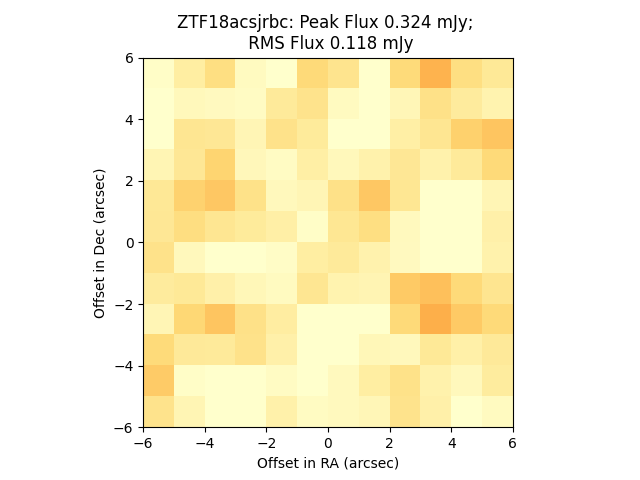 ZTF18acsjrbc: Peak Flux 0.324 mJy;
RMS Flux 0.118 mJy
6
4
2
0
−2
−4
−6
Offset in Dec (arcsec)
−6 −4 −2 0 2 4 6
Offset in RA (arcsec)